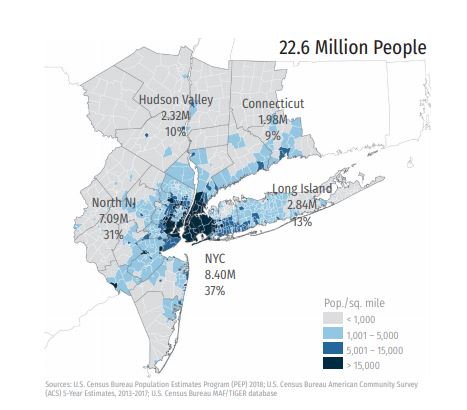 22.6 Million People
Hudson Valley
2.32M
10%
Connecticut
1.98M
9%
Long Island
2.84M
13%
North NJ
7.09M
31%
NYC
8.40M
37%
Pop./sq. mile
< 1,000
1,001 – 5,000
5,001 – 15,000
> 15,000
Sources: U.S. Census Bureau Population Estimates Program (PEP) 2018; U.S. Census Bureau American Community Survey
(ACS) 5-Year Estimates, 2013-2017; U.S. Census Bureau MAF/TIGER database